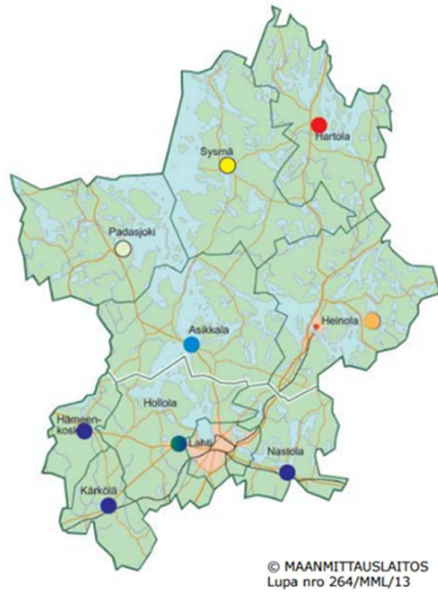 Hartola
Sysmä
Padasjoki
Heinola
Asikkala
Hollola
Hämeen-
koski
Lahti
Nastola
Kärkölä
© MAANMITTAUSLAITOS
Lupa nro 264/MML/13